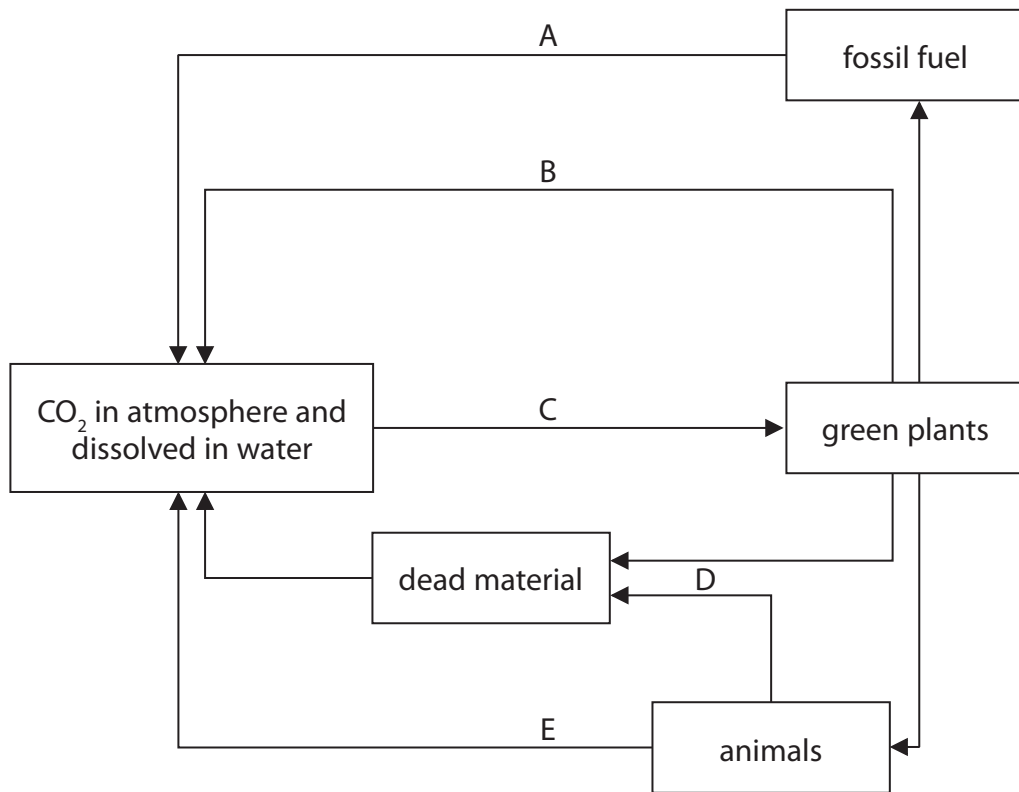 A
fossil fuel
B
CO₂ in atmosphere and
dissolved in water
C
green plants
dead material
D
E
animals